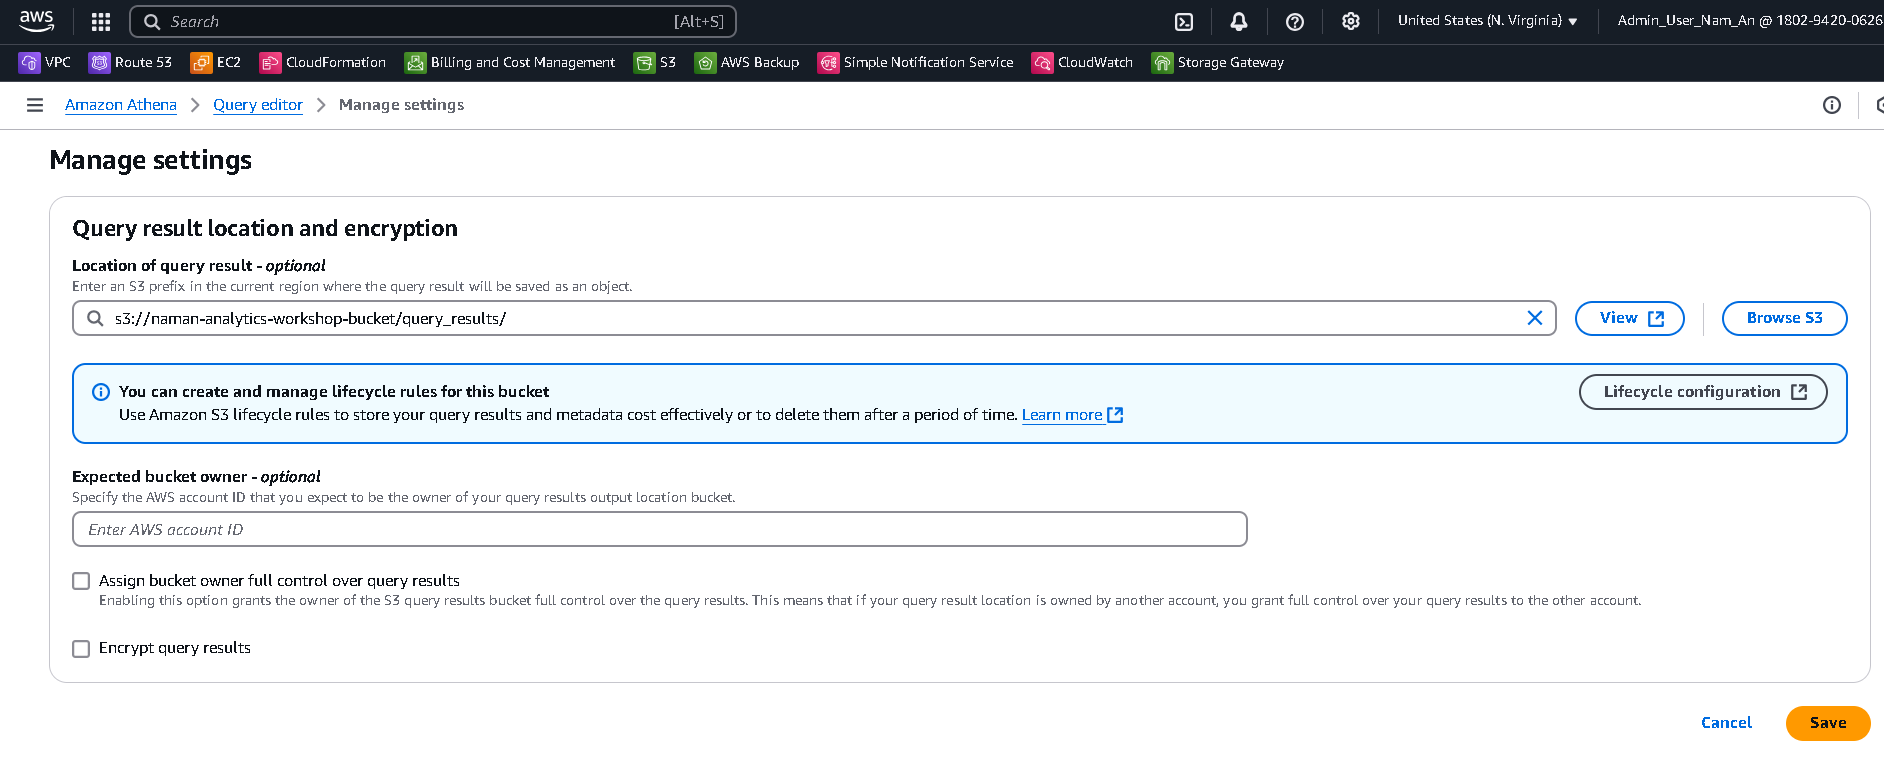 aws
Search [Alt+S]
United States (N. Virginia) ▼
Admin_User_Nam_An @ 1802-9420-0626
VPC Route 53 EC2 CloudFormation Billing and Cost Management S3 AWS Backup Simple Notification Service CloudWatch Storage Gateway
Amazon Athena > Query editor > Manage settings
Manage settings
Query result location and encryption
Location of query result - optional
Enter an S3 prefix in the current region where the query result will be saved as an object.
s3://naman-analytics-workshop-bucket/query_results/
View
Browse S3
You can create and manage lifecycle rules for this bucket
Use Amazon S3 lifecycle rules to store your query results and metadata cost effectively or to delete them after a period of time. Learn more
Lifecycle configuration
Expected bucket owner - optional
Specify the AWS account ID that you expect to be the owner of your query results output location bucket.
Enter AWS account ID
Assign bucket owner full control over query results
Enabling this option grants the owner of the S3 query results bucket full control over the query results. This means that if your query result location is owned by another account, you grant full control over your query results to the other account.
Encrypt query results
Cancel
Save